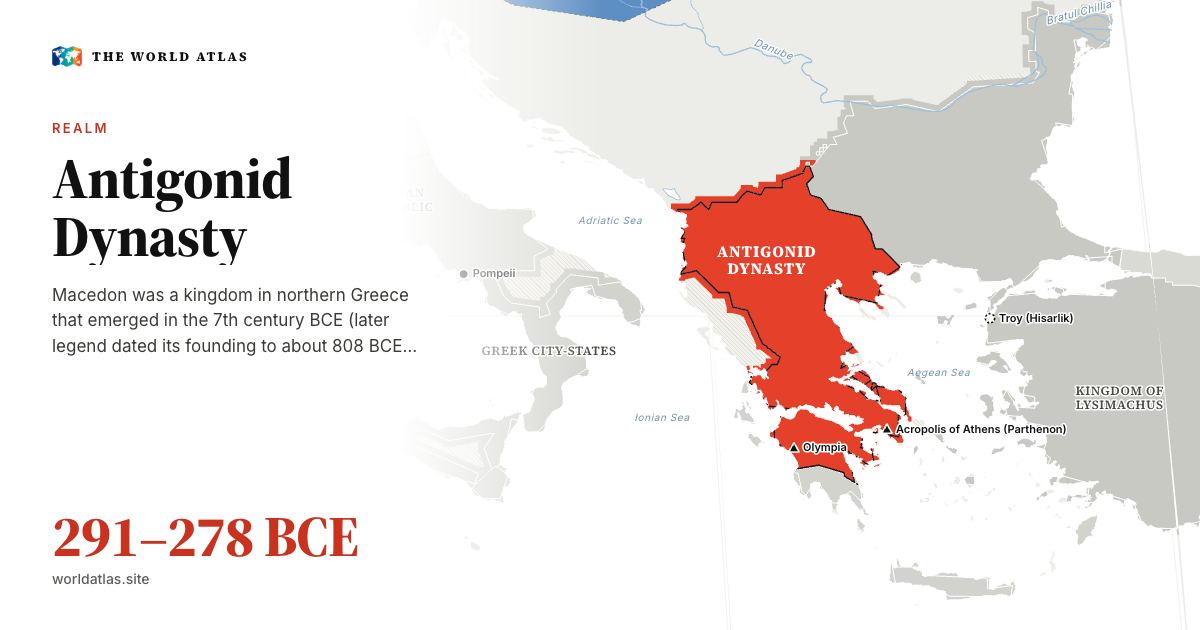 THE WORLD ATLAS
REALM
Antigonid
Dynasty
Macedon was a kingdom in northern Greece
that emerged in the 7th century BCE (later
legend dated its founding to about 808 BCE...
291–278 BCE
worldatlas.site
Bratul Chillia
Danube
Adriatic Sea
ANTIGONID
DYNASTY
Pompeii
Troy (Hisarlik)
GREEK CITY-STATES
Aegean Sea
KINGDOM OF
LYSIMACHUS
Ionian Sea
Acropolis of Athens (Parthenon)
Olympia